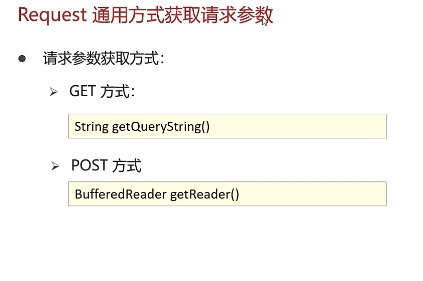 Request 通用方式获取请求参数
● 请求参数获取方式：
➢ GET 方式：
String getQueryString()
➢ POST 方式
BufferedReader getReader()